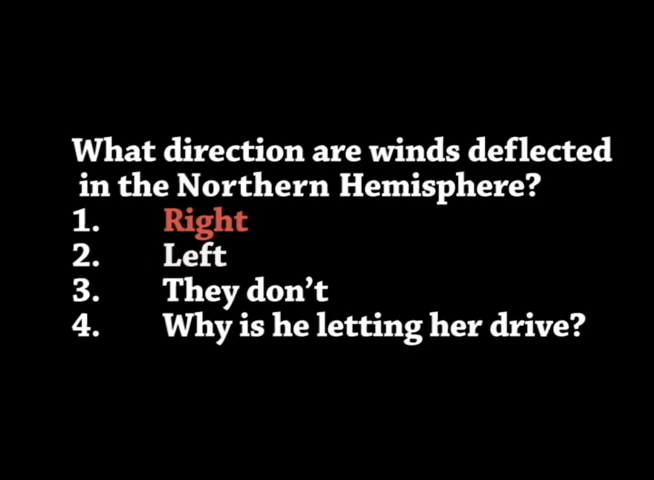 What direction are winds deflected
in the Northern Hemisphere?
1. Right
2. Left
3. They don’t
4. Why is he letting her drive?